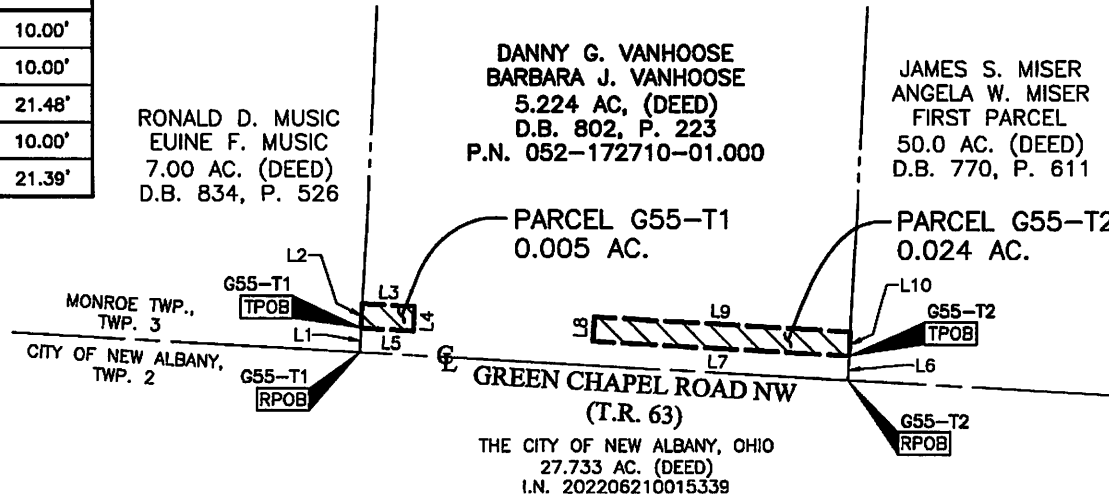 10.00'
10.00'
21.48'
10.00'
21.39'
RONALD D. MUSIC
EUINE F. MUSIC
7.00 AC. (DEED)
D.B. 834, P. 526
DANNY G. VANHOOSE
BARBARA J. VANHOOSE
5.224 AC, (DEED)
D.B. 802, P. 223
P.N. 052-172710-01.000
JAMES S. MISER
ANGELA W. MISER
FIRST PARCEL
50.0 AC. (DEED)
D.B. 770, P. 611
PARCEL G55-T1
0.005 AC.
PARCEL G55-T2
0.024 AC.
L2
G55-T1
TPOB
L3
L4
L1
L5
MONROE TWP.,
TWP. 3
CITY OF NEW ALBANY,
TWP. 2
G55-T1
RPOB
L8
L9
L7
L10
G55-T2
TPOB
L6
G55-T2
RPOB
CL
GREEN CHAPEL ROAD NW
(T.R. 63)
THE CITY OF NEW ALBANY, OHIO
27.733 AC. (DEED)
I.N. 202206210015339